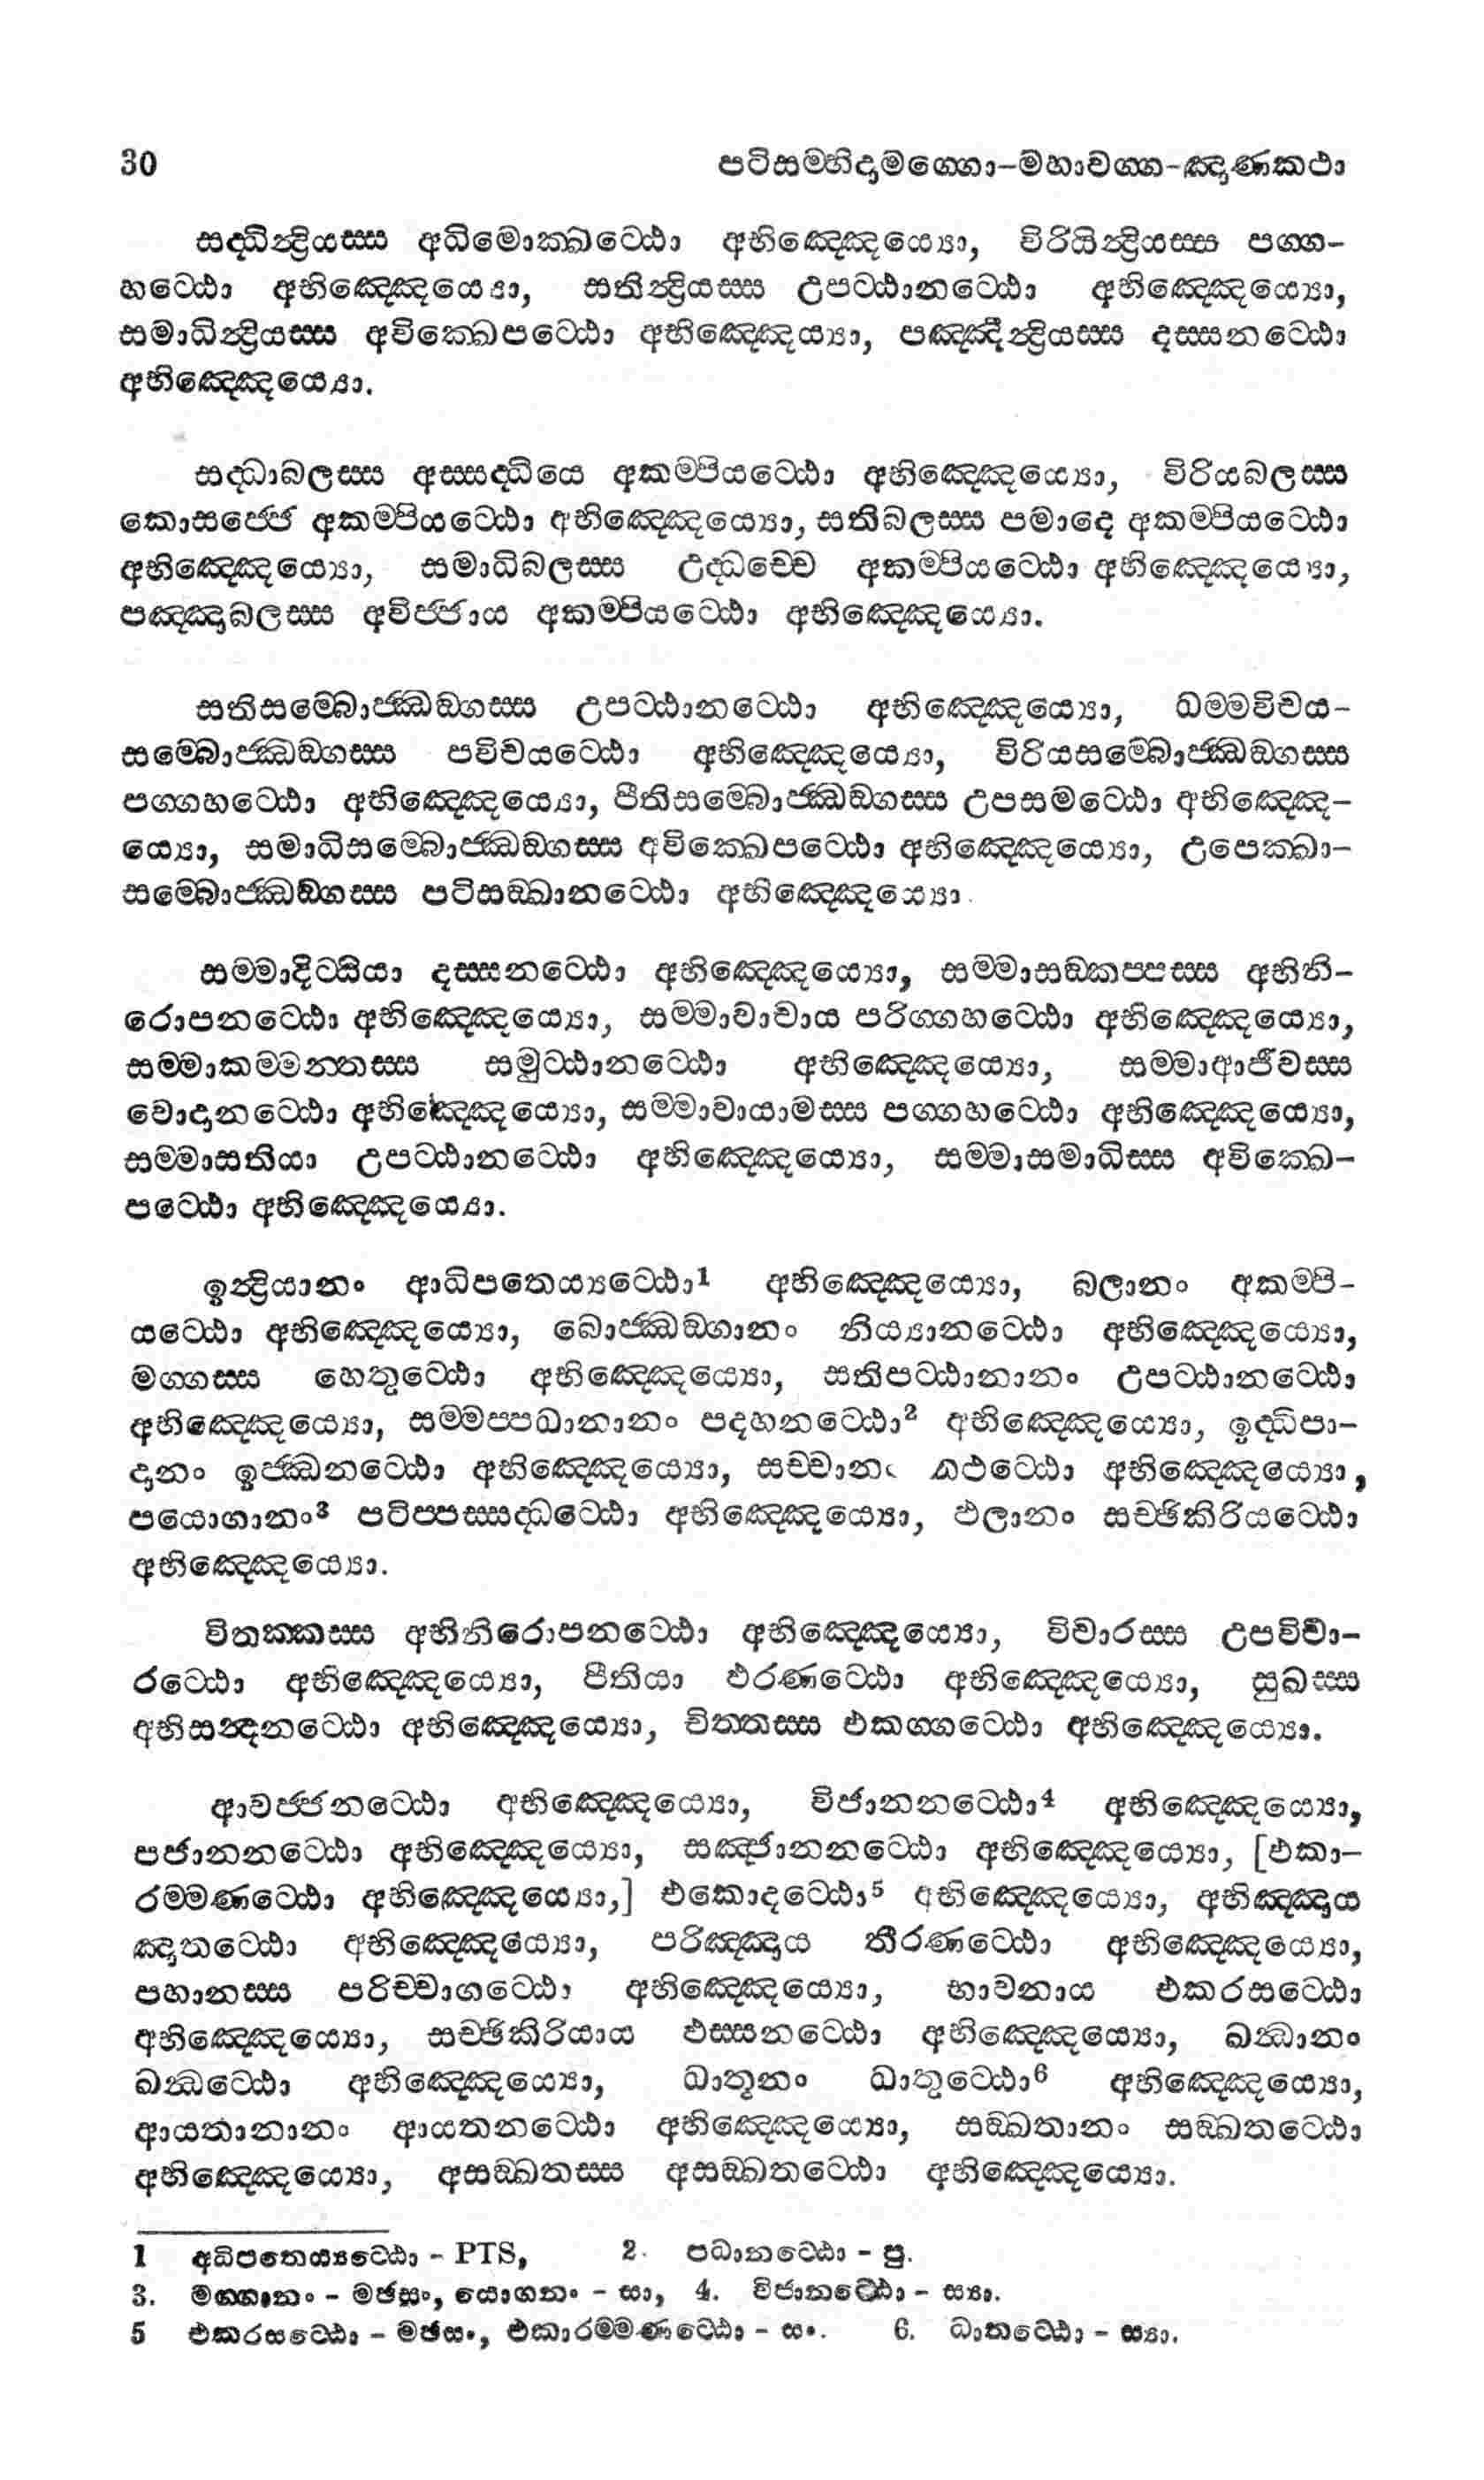 30 පටිසම්භිදාමග්ගො-මහාවග්ග-ඤාණකථා
සද්ධින්ද්‍රියස්ස අධිමොක්ඛට්ඨො අභිඤ්ඤෙය්‍යො, විරියින්ද්‍රියස්ස පග්ග-
හට්ඨො අභිඤ්ඤෙය්‍යො, සතින්ද්‍රියස්ස උපට්ඨානට්ඨො අභිඤ්ඤෙය්‍යො,
සමාධින්ද්‍රියස්ස අවික්ඛෙපට්ඨො අභිඤ්ඤෙය්‍යා, පඤ්ඤින්ද්‍රියස්ස දස්සනට්ඨො
අභිඤ්ඤෙය්‍යො.
සද්ධාබලස්ස අස්සද්ධියෙ අකම්පියට්ඨො අභිඤ්ඤෙය්‍යො, විරියබලස්ස
කොසජ්ජෙ අකම්පියට්ඨො අභිඤ්ඤෙය්‍යො, සතිබලස්ස පමාදෙ අකම්පියට්ඨො
අභිඤ්ඤෙය්‍යො, සමාධිබලස්ස උද්ධච්චෙ අකම්පියට්ඨො අභිඤ්ඤෙය්‍යො,
පඤ්ඤාබලස්ස අවිජ්ජාය අකම්පියට්ඨො අභිඤ්ඤෙය්‍යො.
සතිසම්බොජ්ඣඞ්ගස්ස උපට්ඨානට්ඨො අභිඤ්ඤෙය්‍යො, ධම්මවිචය-
සම්බොජ්ඣඞ්ගස්ස පවිචයට්ඨො අභිඤ්ඤෙය්‍යො, විරියසම්බොජ්ඣඞ්ගස්ස
පග්ගහට්ඨො අභිඤ්ඤෙය්‍යො, පීතිසම්බොජ්ඣඞ්ගස්ස උපසමට්ඨො අභිඤ්ඤෙ-
ය්‍යො, සමාධිසම්බොජ්ඣඞ්ගස්ස අවික්ඛෙපට්ඨො අභිඤ්ඤෙය්‍යො, උපෙක්ඛා-
සම්බොජ්ඣඞ්ගස්ස පටිසඞ්ඛානට්ඨො අභිඤ්ඤෙය්‍යො.
සම්මාදිට්ඨියා දස්සනට්ඨො අභිඤ්ඤෙය්‍යො, සම්මාසඞ්කප්පස්ස අභිනි-
රොපනට්ඨො අභිඤ්ඤෙය්‍යො, සම්මාවාචාය පරිග්ගහට්ඨො අභිඤ්ඤෙය්‍යො,
සම්මාකම්මන්තස්ස සමුට්ඨානට්ඨො අභිඤ්ඤෙය්‍යො, සම්මාආජීවස්ස
වොදානට්ඨො අභිඤ්ඤෙය්‍යො, සම්මාවායාමස්ස පග්ගහට්ඨො අභිඤ්ඤෙය්‍යො,
සම්මාසතියා උපට්ඨානට්ඨො අභිඤ්ඤෙය්‍යො, සම්මාසමාධිස්ස අවික්ඛෙ-
පට්ඨො අභිඤ්ඤෙය්‍යො.
ඉන්ද්‍රියානං ආධිපතෙය්‍යට්ඨො1 අභිඤ්ඤෙය්‍යො, බලානං අකම්පි-
යට්ඨො අභිඤ්ඤෙය්‍යො, බොජ්ඣඞ්ගානං නිය්‍යානට්ඨො අභිඤ්ඤෙය්‍යො,
මග්ගස්ස හෙතුට්ඨො අභිඤ්ඤෙය්‍යො, සතිපට්ඨානානං උපට්ඨානට්ඨො
අභිඤ්ඤෙය්‍යො, සම්මප්පධානානං පදහනට්ඨො2 අභිඤ්ඤෙය්‍යො, ඉද්ධිපා-
දානං ඉජ්ඣනට්ඨො අභිඤ්ඤෙය්‍යො, සච්චානං තථට්ඨො අභිඤ්ඤෙය්‍යො,
පයොගානං3 පටිප්පස්සද්ධට්ඨො අභිඤ්ඤෙය්‍යො, ඵලානං සච්ඡිකිරියට්ඨො
අභිඤ්ඤෙය්‍යො.
විතක්කස්ස අභිනිරොපනට්ඨො අභිඤ්ඤෙය්‍යො, විචාරස්ස උපවිචා-
රට්ඨො අභිඤ්ඤෙය්‍යො, පීතියා ඵරණට්ඨො අභිඤ්ඤෙය්‍යො, සුඛස්ස
අභිසන්දනට්ඨො අභිඤ්ඤෙය්‍යො, චිත්තස්ස එකග්ගට්ඨො අභිඤ්ඤෙය්‍යො.
ආවජ්ජනට්ඨො අභිඤ්ඤෙය්‍යො, විජානනට්ඨො4 අභිඤ්ඤෙය්‍යො,
පජානනට්ඨො අභිඤ්ඤෙය්‍යො, සඤ්ජානනට්ඨො අභිඤ්ඤෙය්‍යො, [එකා-
රම්මණට්ඨො අභිඤ්ඤෙය්‍යො,] එකොදට්ඨො5 අභිඤ්ඤෙය්‍යො, අභිඤ්ඤාය
ඤාතට්ඨො අභිඤ්ඤෙය්‍යො, පරිඤ්ඤාය තීරණට්ඨො අභිඤ්ඤෙය්‍යො,
පහානස්ස පරිච්චාගට්ඨො අභිඤ්ඤෙය්‍යො, භාවනාය එකරසට්ඨො
අභිඤ්ඤෙය්‍යො, සච්ඡිකිරියාය ඵස්සනට්ඨො අභිඤ්ඤෙය්‍යො, ඛන්ධානං
ඛන්ධට්ඨො අභිඤ්ඤෙය්‍යො, ධාතූනං ධාතුට්ඨො6 අභිඤ්ඤෙය්‍යො,
ආයතානානං ආයතනට්ඨො අභිඤ්ඤෙය්‍යො, සඞ්ඛතානං සඞ්ඛතට්ඨො
අභිඤ්ඤෙය්‍යො, අසඞ්ඛතස්ස අසඞ්ඛතට්ඨො අභිඤ්ඤෙය්‍යො.
1 අධිපතෙය්‍යට්ඨො - PTS, 2. පධානට්ඨො - පු.
3. මග්ගානං - මඡසං, යොගානං - සා, 4. විජානට්ඨො - ස්‍යා.
5 එකරසට්ඨො - මඡසං, එකාරම්මණට්ඨො - සං. 6. ධාතට්ඨො - ස්‍යා.